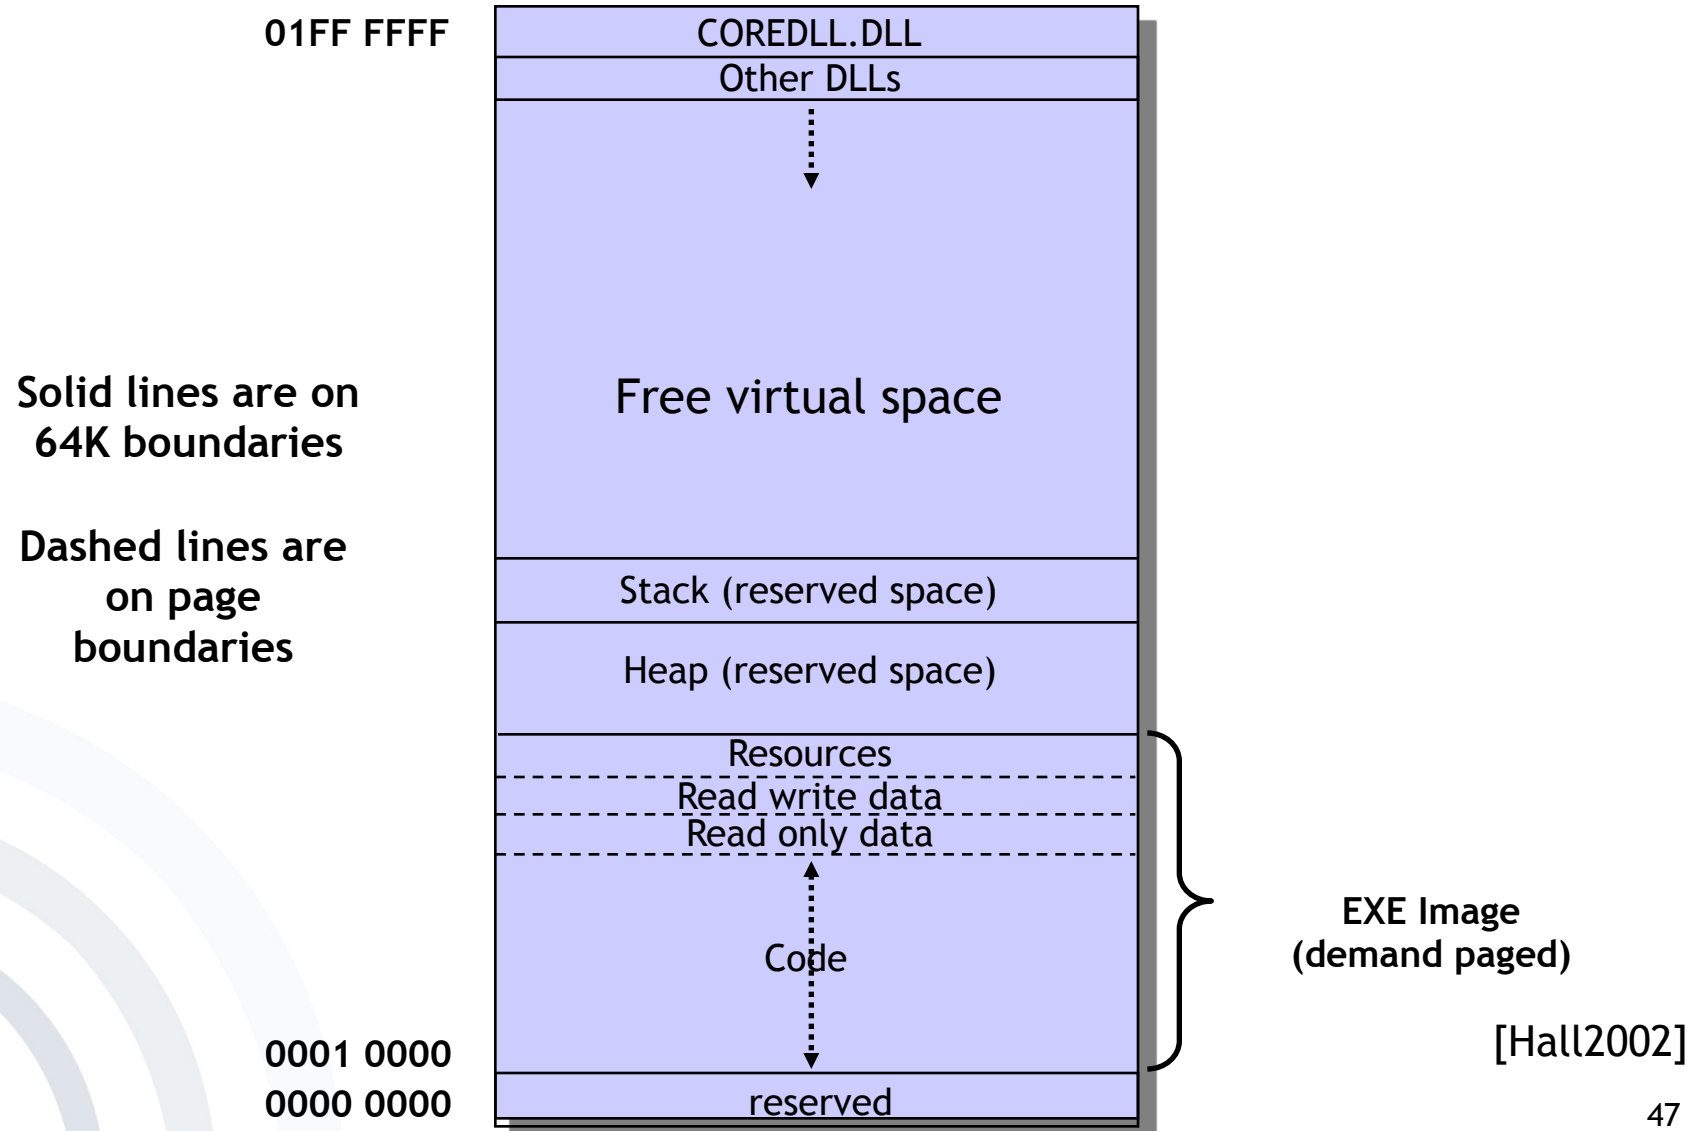 01FF FFFF
COREDLL.DLL
Other DLLs
Free virtual space
Solid lines are on
64K boundaries
Dashed lines are
on page
boundaries
Stack (reserved space)
Heap (reserved space)
Resources
Read write data
Read only data
Code
EXE Image
(demand paged)
0001 0000
0000 0000
reserved
[Hall2002]
47